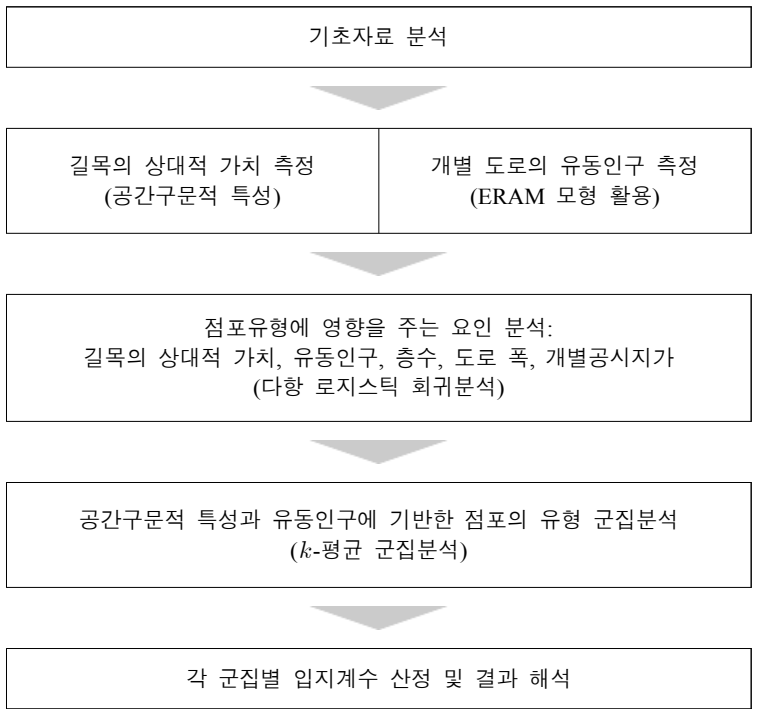 기초자료 분석
길목의 상대적 가치 측정
(공간구문적 특성)
개별 도로의 유동인구 측정
(ERAM 모형 활용)
점포유형에 영향을 주는 요인 분석:
길목의 상대적 가치, 유동인구, 층수, 도로 폭, 개별공시지가
(다항 로지스틱 회귀분석)
공간구문적 특성과 유동인구에 기반한 점포의 유형 군집분석
(k-평균 군집분석)
각 군집별 입지계수 산정 및 결과 해석